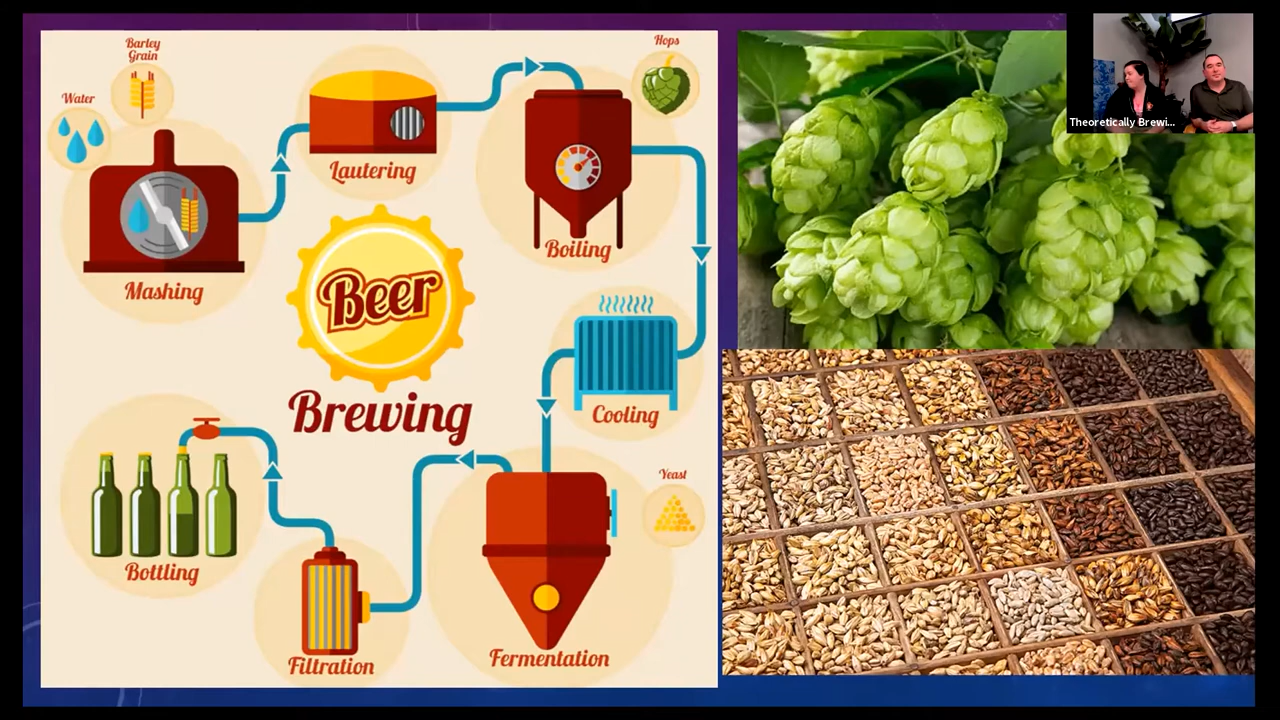 Barley
Grain
Water
Hops
Theoretically Brewi...
Lautering
Mashing
Boiling
Beer
Brewing
Cooling
Yeast
Bottling
Filtration
Fermentation